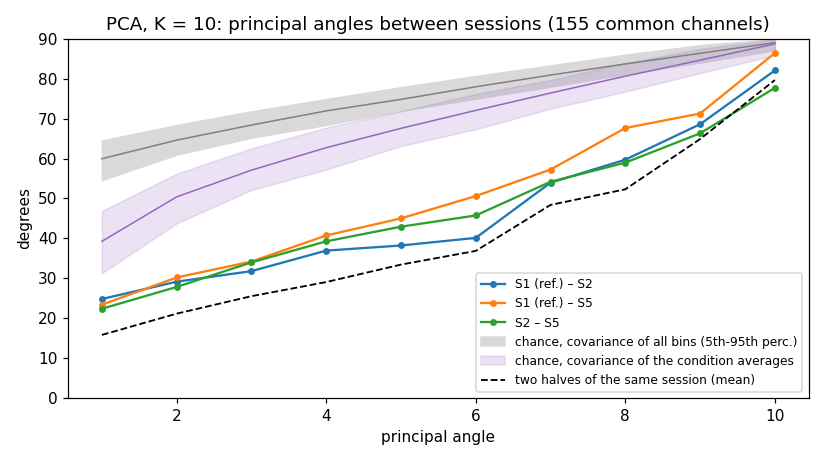 PCA, K = 10: principal angles between sessions (155 common channels)
90
80
70
60
50
40
30
20
10
0
degrees
2
4
6
8
10
principal angle
S1 (ref.) – S2
S1 (ref.) – S5
S2 – S5
chance, covariance of all bins (5th-95th perc.)
chance, covariance of the condition averages
two halves of the same session (mean)